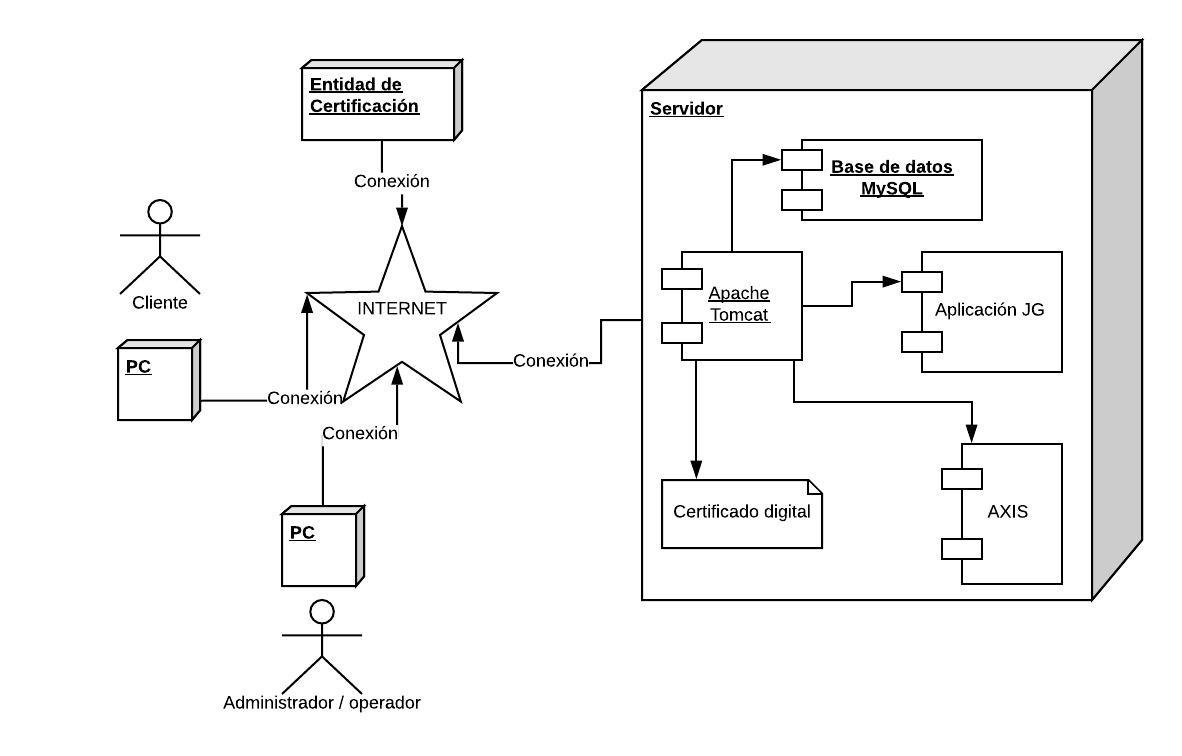 Entidad de
Certificación
Servidor
Conexión
Base de datos
MySQL
Cliente
INTERNET
Apache
Tomcat
Aplicación JG
PC
Conexión
Conexión
Conexión
Certificado digital
AXIS
PC
Administrador / operador